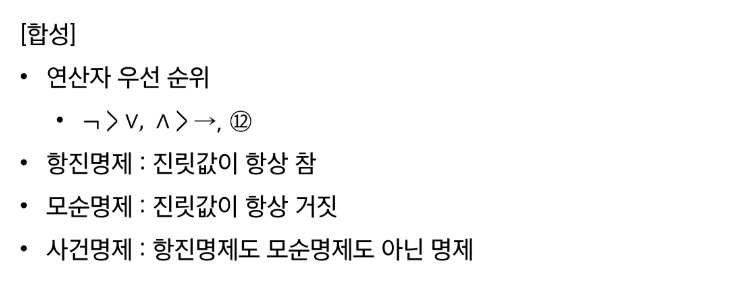 [합성]
• 연산자 우선 순위
• ¬ > ∨, ∧ > →, ⑫
• 항진명제 : 진릿값이 항상 참
• 모순명제 : 진릿값이 항상 거짓
• 사건명제 : 항진명제도 모순명제도 아닌 명제